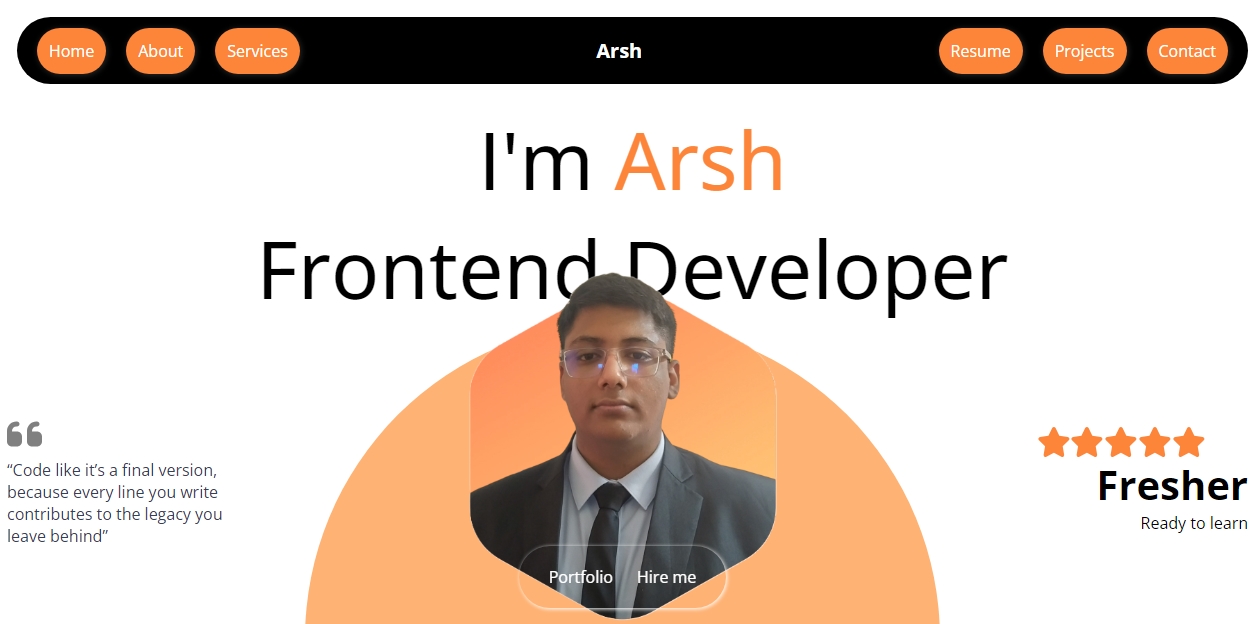 Home About Services Arsh Resume Projects Contact
I'm Arsh
Frontend Developer
“Code like it’s a final version,
because every line you write
contributes to the legacy you
leave behind”
Fresher
Ready to learn
Portfolio Hire me